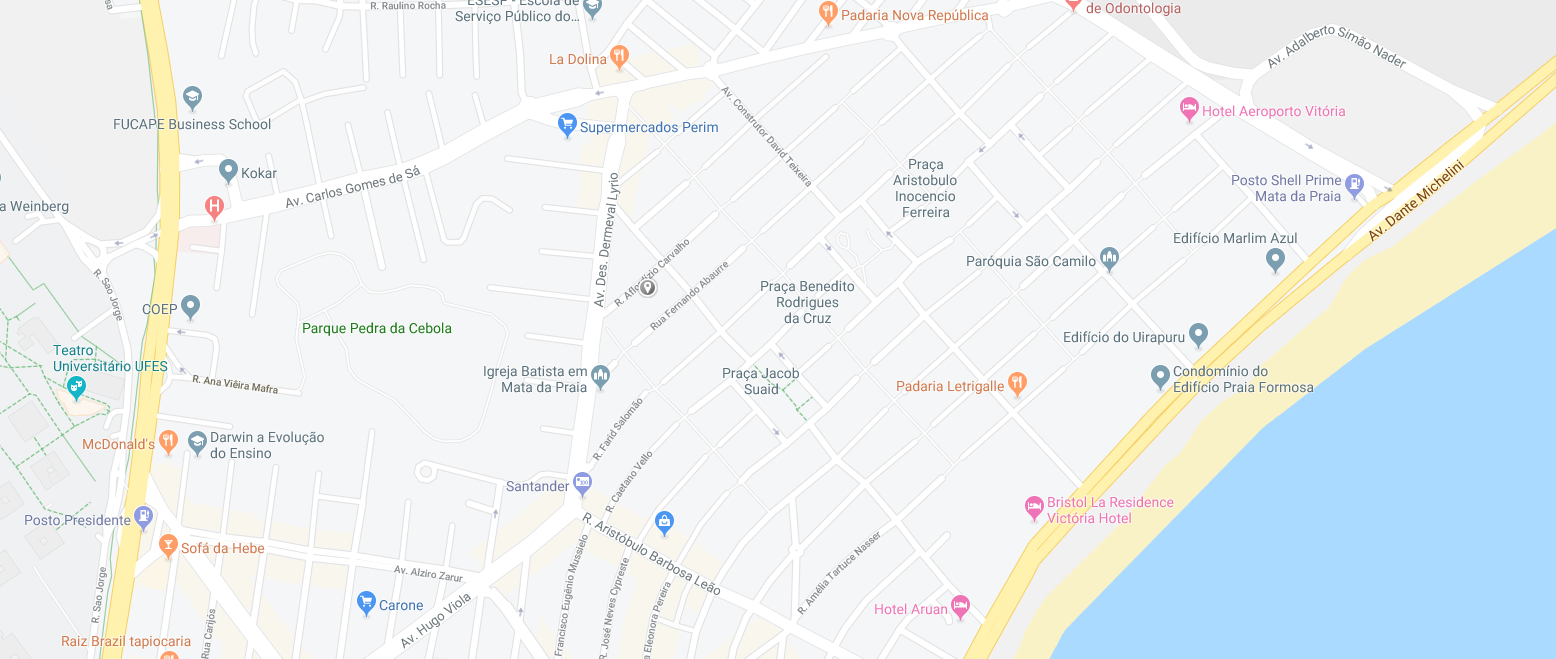 R. Raulino Rocha
ESESP - Escola de
Serviço Público do...
Padaria Nova República
de Odontologia
La Dolina
Av. Adalberto Simão Nader
FUCAPE Business School
Supermercados Perim
Av. Construtor David Teixeira
Hotel Aeroporto Vitória
Kokar
Av. Carlos Gomes de Sá
Praça
Aristobulo
Inocencio
Ferreira
Posto Shell Prime
Mata da Praia
a Weinberg
H
Av. Des. Dermeval Lyrio
Av. Dante Michelini
Edifício Marlim Azul
R. Sao Jorge
R. Aflordízio Carvalho
Rua Fernando Abaurre
Paróquia São Camilo
COEP
Praça Benedito
Rodrigues
da Cruz
Parque Pedra da Cebola
Edifício do Uirapuru
Teatro
Universitário UFES
R. Ana Viêira Mafra
Igreja Batista em
Mata da Praia
Praça Jacob
Suaid
Padaria Letrigalle
Condomínio do
Edifício Praia Formosa
McDonald's
Darwin a Evolução
do Ensino
R. Farid Salomão
R. Caetano Vello
Santander
Bristol La Residence
Victória Hotel
Posto Presidente
Sofá da Hebe
R. Aristóbulo Barbosa Leão
Av. Alziro Zarur
R. Amélia Tartuce Nasser
R. Sao Jorge
Carone
Av. Hugo Viola
Francisco Eugênio Mussielo
R. José Neves Cypreste
a Eleonora Pereira
Hotel Aruan
Rua Carijós
Raiz Brazil tapiocaria